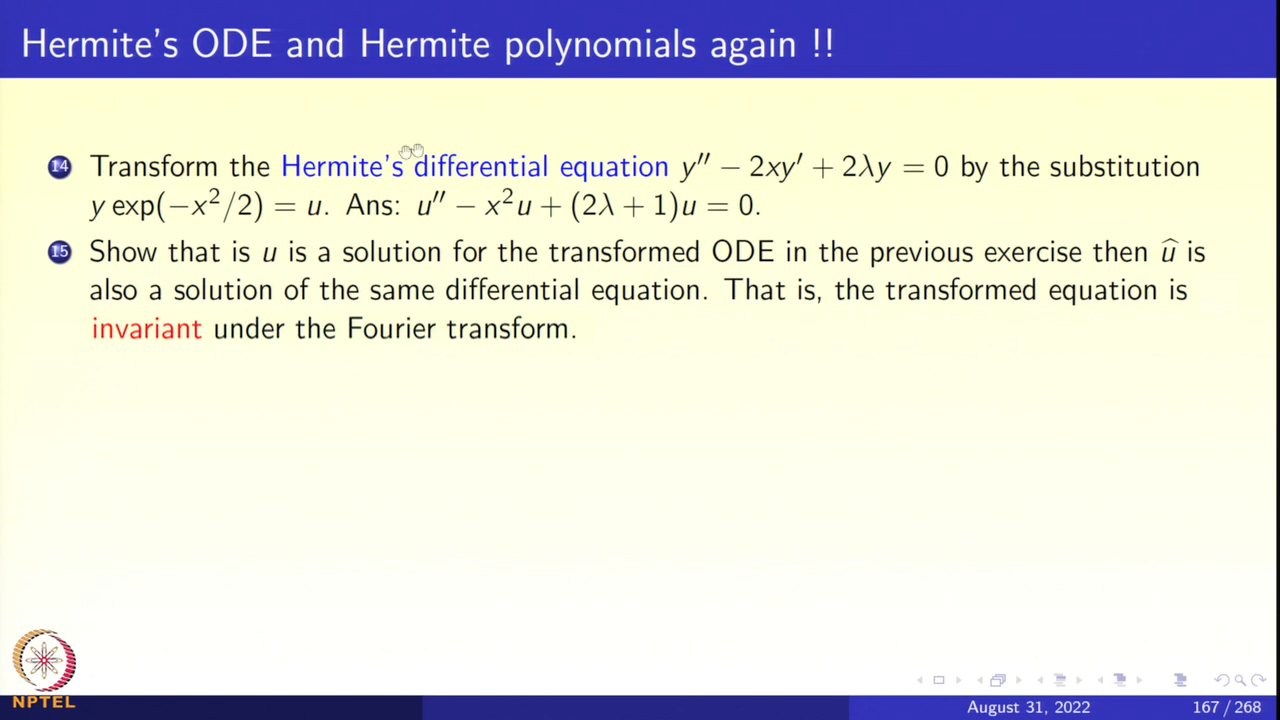 Hermite's ODE and Hermite polynomials again !!
14 Transform the Hermite's differential equation y′′ − 2xy′ + 2λy = 0 by the substitution
y exp(−x²/2) = u. Ans: u′′ − x²u + (2λ + 1)u = 0.
15 Show that is u is a solution for the transformed ODE in the previous exercise then û is
also a solution of the same differential equation. That is, the transformed equation is
invariant under the Fourier transform.
NPTEL
August 31, 2022 167 / 268